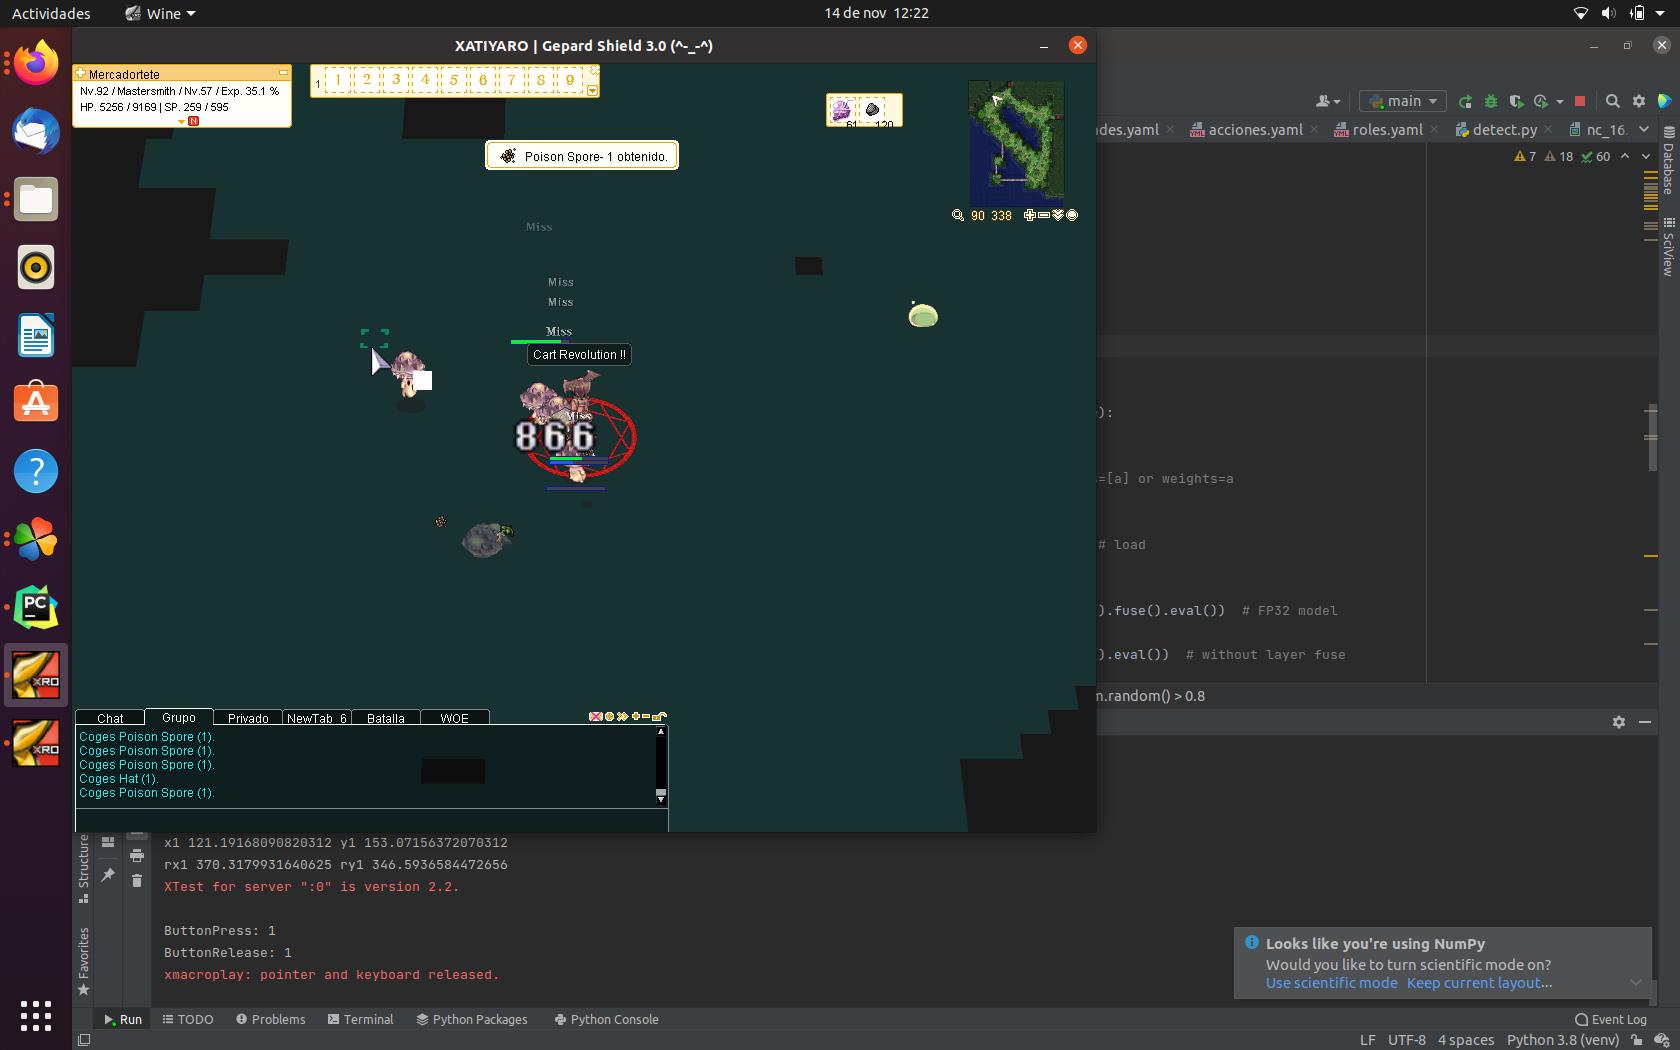 Actividades
Wine
14 de nov 12:22
XATIYARO | Gepard Shield 3.0 (^-_-^)
Mercadortete
Nv.92 / Mastersmith / Nv.57 / Exp. 35.1 %
HP. 5256 / 9169 | SP. 259 / 595
N
1 1 2 3 4 5 6 7 8 9
61 120
Poison Spore- 1 obtenido.
90 338
Miss
Miss
Miss
Miss
Cart Revolution !!
Miss
866
Chat Grupo Privado NewTab_6 Batalla WOE
Coges Poison Spore (1).
Coges Poison Spore (1).
Coges Poison Spore (1).
Coges Hat (1).
Coges Poison Spore (1).
main
des.yaml acciones.yaml roles.yaml detect.py nc_16.
7 18 60
Database
SciView
):
=[a] or weights=a
# load
).fuse().eval()) # FP32 model
).eval()) # without layer fuse
m.random() > 0.8
PC
XRO
XRO
Structure
Favorites
x1 121.19168090820312 y1 153.07156372070312
rx1 370.3179931640625 ry1 346.5936584472656
XTest for server ":0" is version 2.2.
ButtonPress: 1
ButtonRelease: 1
xmacroplay: pointer and keyboard released.
Looks like you're using NumPy
Would you like to turn scientific mode on?
Use scientific mode Keep current layout...
Run TODO Problems Terminal Python Packages Python Console Event Log
LF UTF-8 4 spaces Python 3.8 (venv)